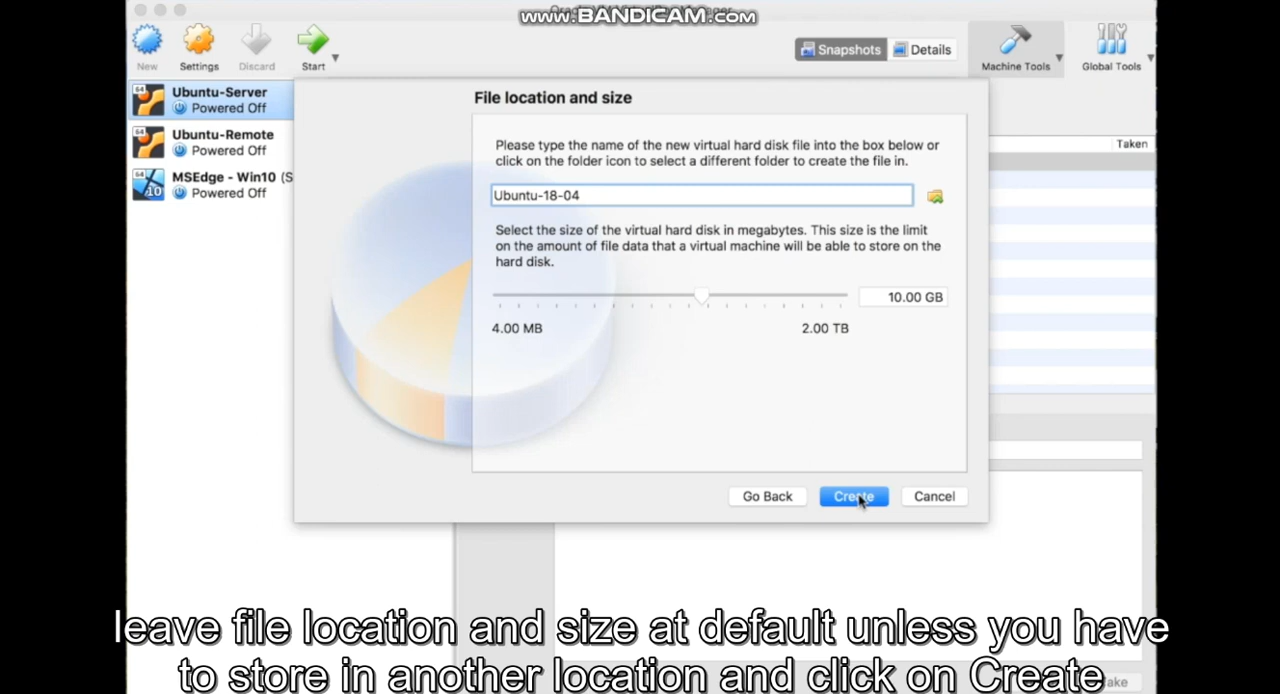 www.BANDICAM.com
New
Settings
Discard
Start
Snapshots
Details
Machine Tools
Global Tools
64
Ubuntu-Server
Powered Off
64
Ubuntu-Remote
Powered Off
64
10
MSEdge - Win10 (S
Powered Off
Taken
File location and size
Please type the name of the new virtual hard disk file into the box below or
click on the folder icon to select a different folder to create the file in.
Ubuntu-18-04
Select the size of the virtual hard disk in megabytes. This size is the limit
on the amount of file data that a virtual machine will be able to store on the
hard disk.
10.00 GB
4.00 MB
2.00 TB
Go Back
Create
Cancel
leave file location and size at default unless you have
to store in another location and click on Create